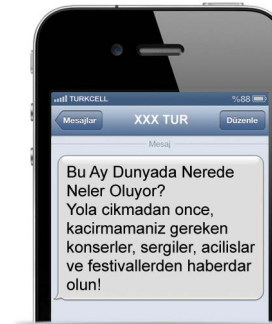 TURKCELL %88
Mesajlar XXX TUR Düzenle
Mesaj
Bu Ay Dunyada Nerede
Neler Oluyor?
Yola cikmadan once,
kacirmamaniz gereken
konserler, sergiler, acilislar
ve festivallerden haberdar
olun!